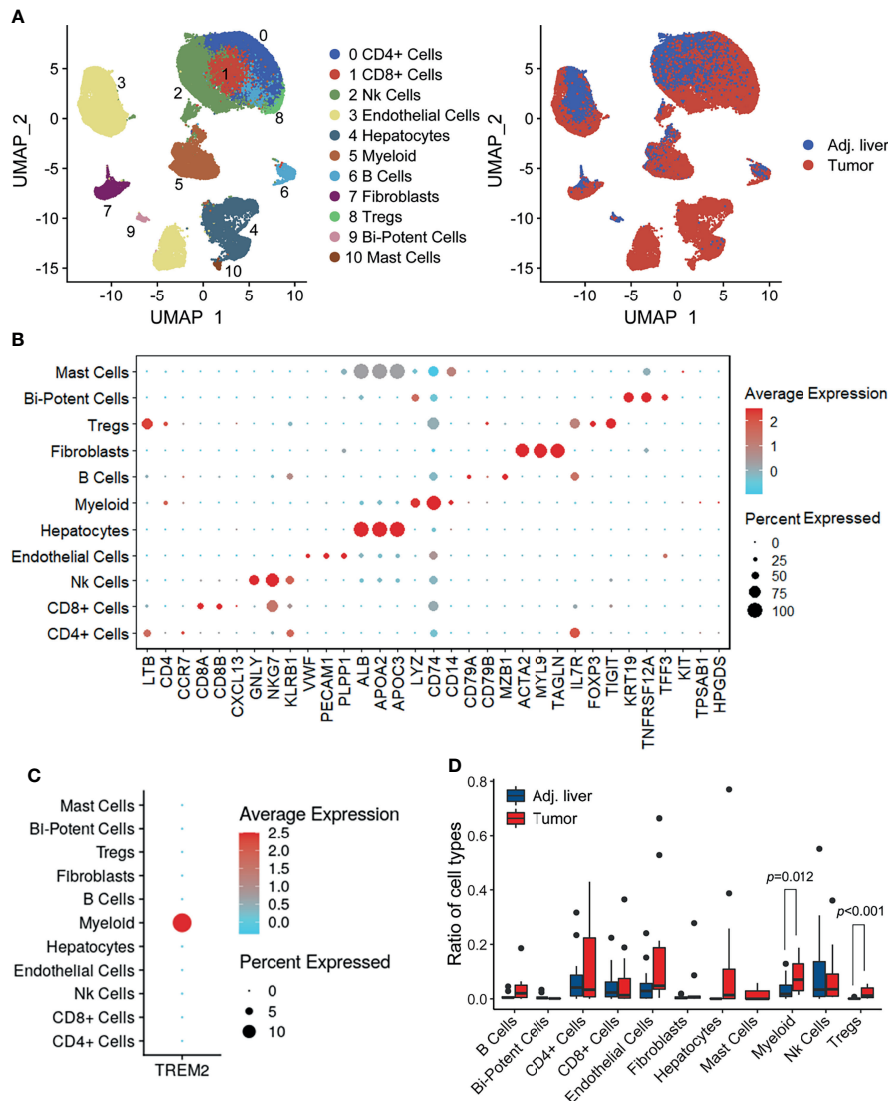 A
UMAP_2
5
0
-5
-10
-15
-10
-5
0
5
10
UMAP_1
0
1
2
3
8
5
6
7
9
4
10
0 CD4+ Cells
1 CD8+ Cells
2 Nk Cells
3 Endothelial Cells
4 Hepatocytes
5 Myeloid
6 B Cells
7 Fibroblasts
8 Tregs
9 Bi-Potent Cells
10 Mast Cells
UMAP_2
5
0
-5
-10
-15
-10
-5
0
5
10
UMAP_1
Adj. liver
Tumor
B
Mast Cells
Bi-Potent Cells
Tregs
Fibroblasts
B Cells
Myeloid
Hepatocytes
Endothelial Cells
Nk Cells
CD8+ Cells
CD4+ Cells
LTB
CD4
CCR7
CD8A
CD8B
CXCL13
GNLY
NKG7
KLRB1
VWF
PECAM1
PLPP1
ALB
APOA2
APOC3
LYZ
CD74
CD14
CD79A
CD79B
MZB1
ACTA2
MYL9
TAGLN
IL7R
FOXP3
TIGIT
KRT19
TNFRSF12A
TFF3
KIT
TPSAB1
HPGDS
Average Expression
2
1
0
Percent Expressed
0
25
50
75
100
C
Mast Cells
Bi-Potent Cells
Tregs
Fibroblasts
B Cells
Myeloid
Hepatocytes
Endothelial Cells
Nk Cells
CD8+ Cells
CD4+ Cells
TREM2
Average Expression
2.5
2.0
1.5
1.0
0.5
0.0
Percent Expressed
0
5
10
D
Ratio of cell types
0.8
0.6
0.4
0.2
0.0
Adj. liver
Tumor
p=0.012
p<0.001
B Cells
Bi-Potent Cells
CD4+ Cells
CD8+ Cells
Endothelial Cells
Fibroblasts
Hepatocytes
Mast Cells
Myeloid
Nk Cells
Tregs